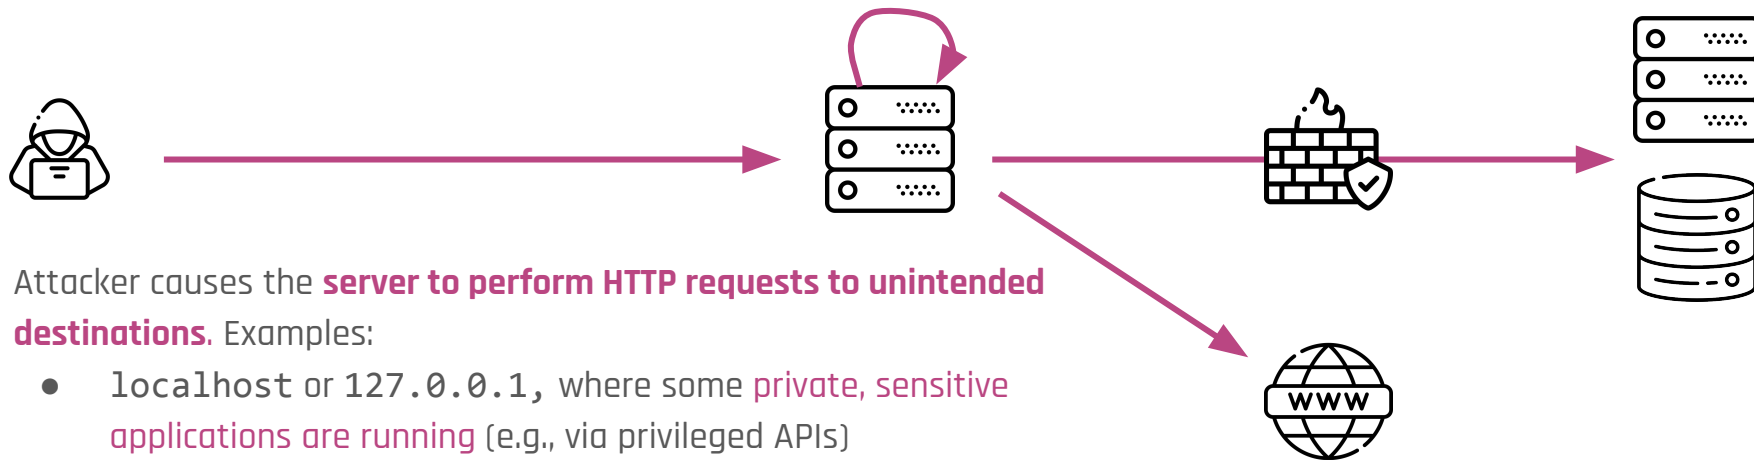 Attacker causes the server to perform HTTP requests to unintended
destinations. Examples:
● localhost or 127.0.0.1, where some private, sensitive
applications are running (e.g., via privileged APIs)
WWW